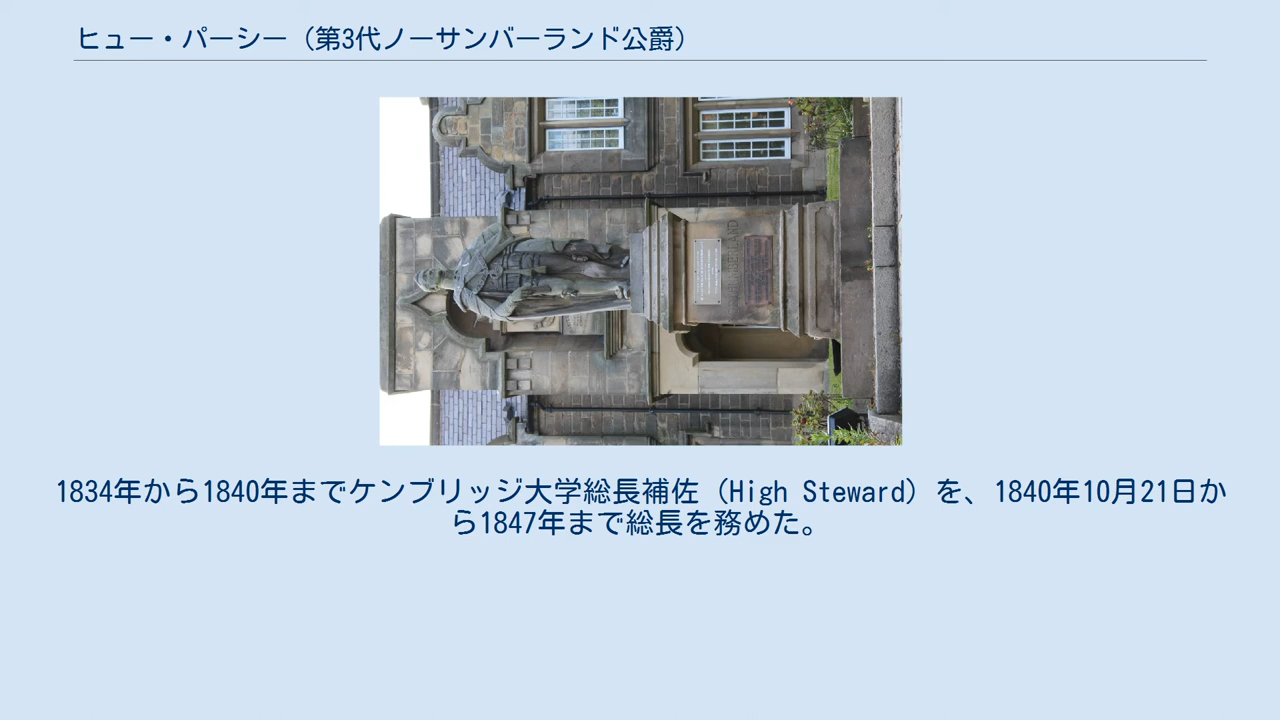 ヒュー・パーシー（第3代ノーサンバーランド公爵）
1834年から1840年までケンブリッジ大学総長補佐（High Steward）を、1840年10月21日か
ら1847年まで総長を務めた。